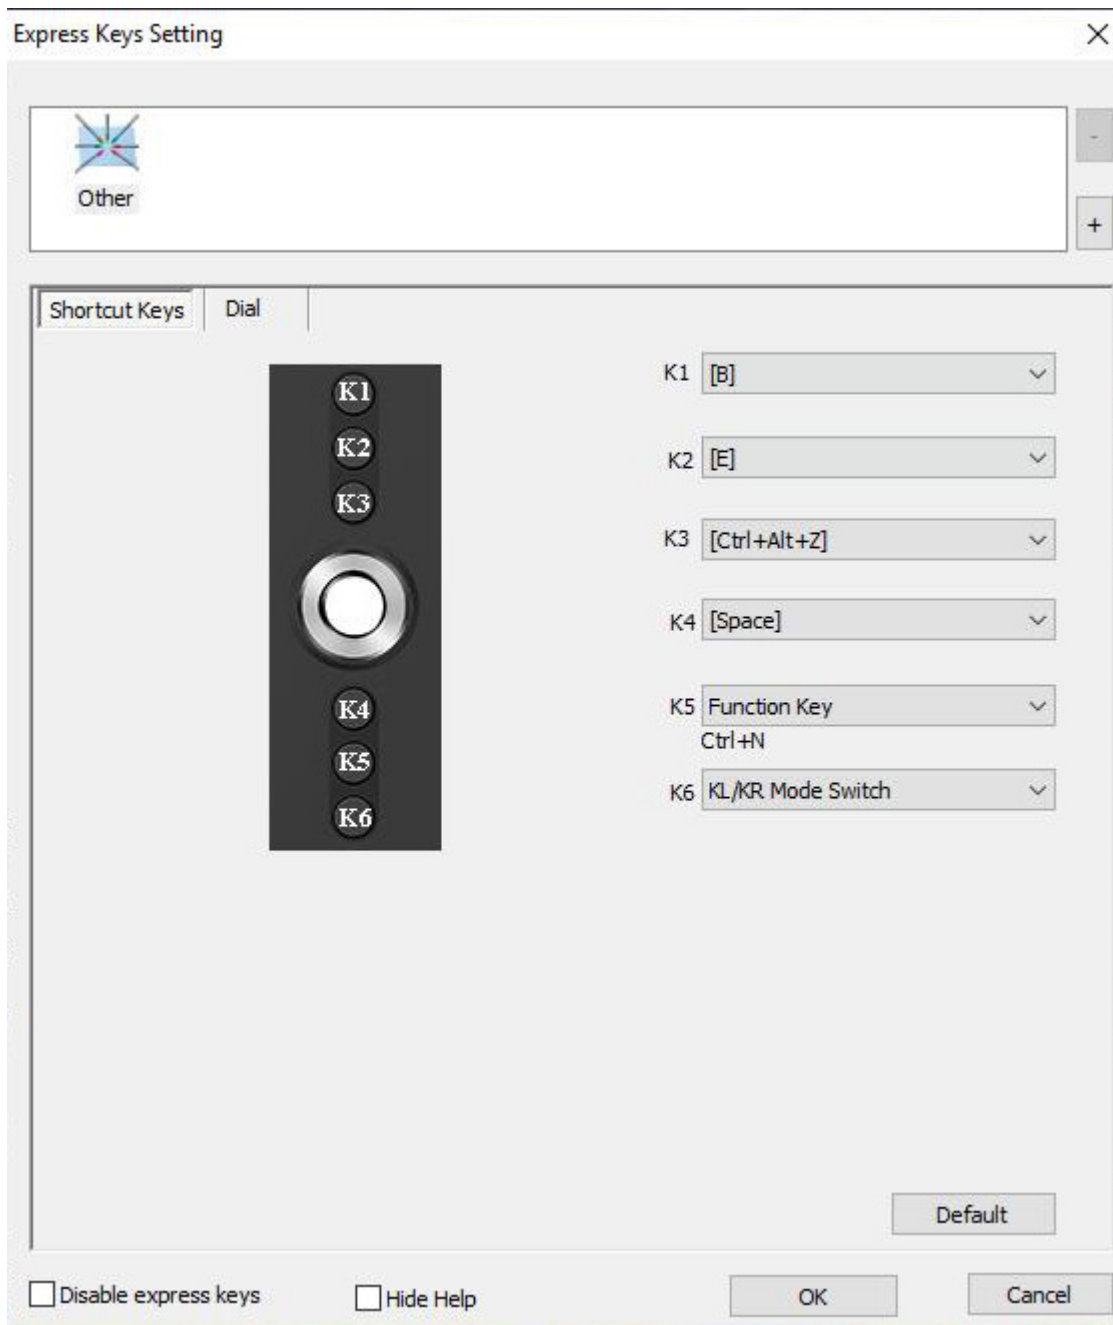 Express Keys Setting
-
Other
+
Shortcut Keys Dial
K1 K1 [B]
K2 K2 [E]
K3 K3 [Ctrl+Alt+Z]
K4 [Space]
K4 K5 Function Key
Ctrl+N
K5
K6 K6 KL/KR Mode Switch
Default
Disable express keys Hide Help OK Cancel